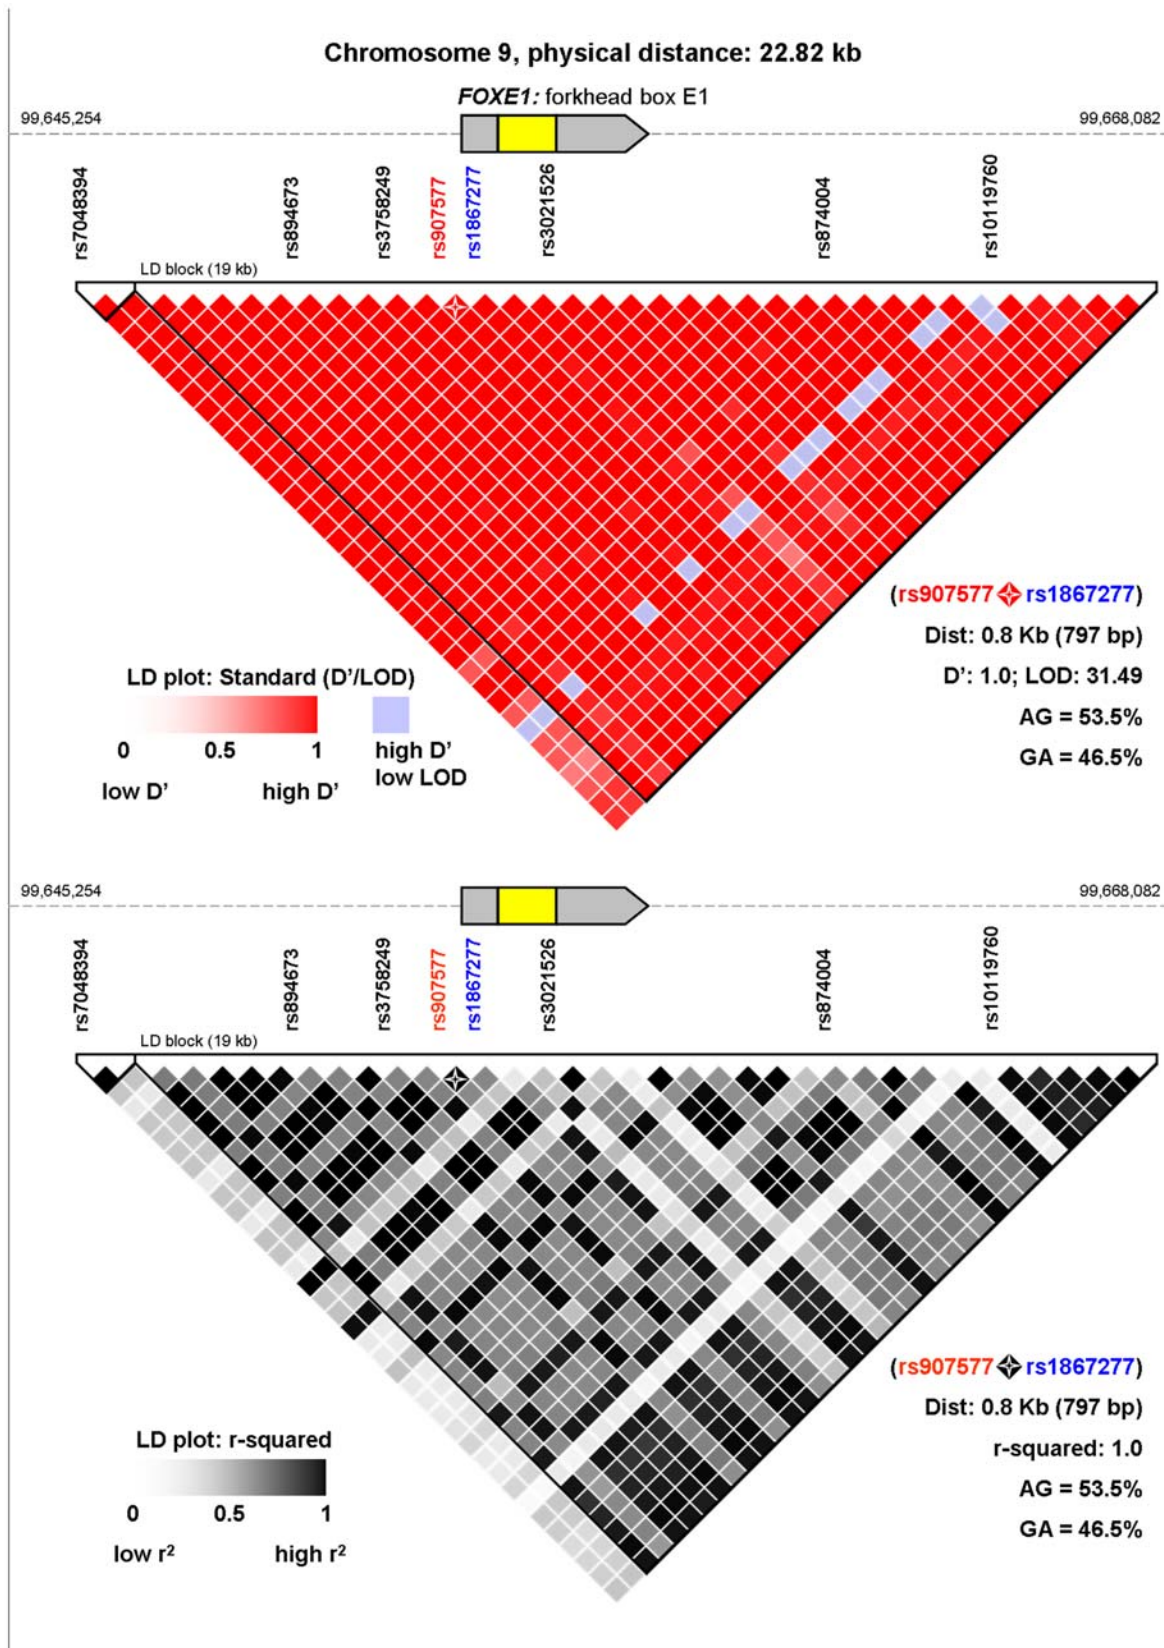 Chromosome 9, physical distance: 22.82 kb
FOXE1: forkhead box E1
99,645,254
99,668,082
rs7048394
rs894673
rs3758249
rs907577
rs1867277
rs3021526
rs874004
rs10119760
LD block (19 kb)
(rs907577 rs1867277)
Dist: 0.8 Kb (797 bp)
D’: 1.0; LOD: 31.49
AG = 53.5%
GA = 46.5%
LD plot: Standard (D’/LOD)
0 0.5 1
low D’ high D’
high D’
low LOD
99,645,254
99,668,082
rs7048394
rs894673
rs3758249
rs907577
rs1867277
rs3021526
rs874004
rs10119760
LD block (19 kb)
(rs907577 rs1867277)
Dist: 0.8 Kb (797 bp)
r-squared: 1.0
AG = 53.5%
GA = 46.5%
LD plot: r-squared
0 0.5 1
low r² high r²